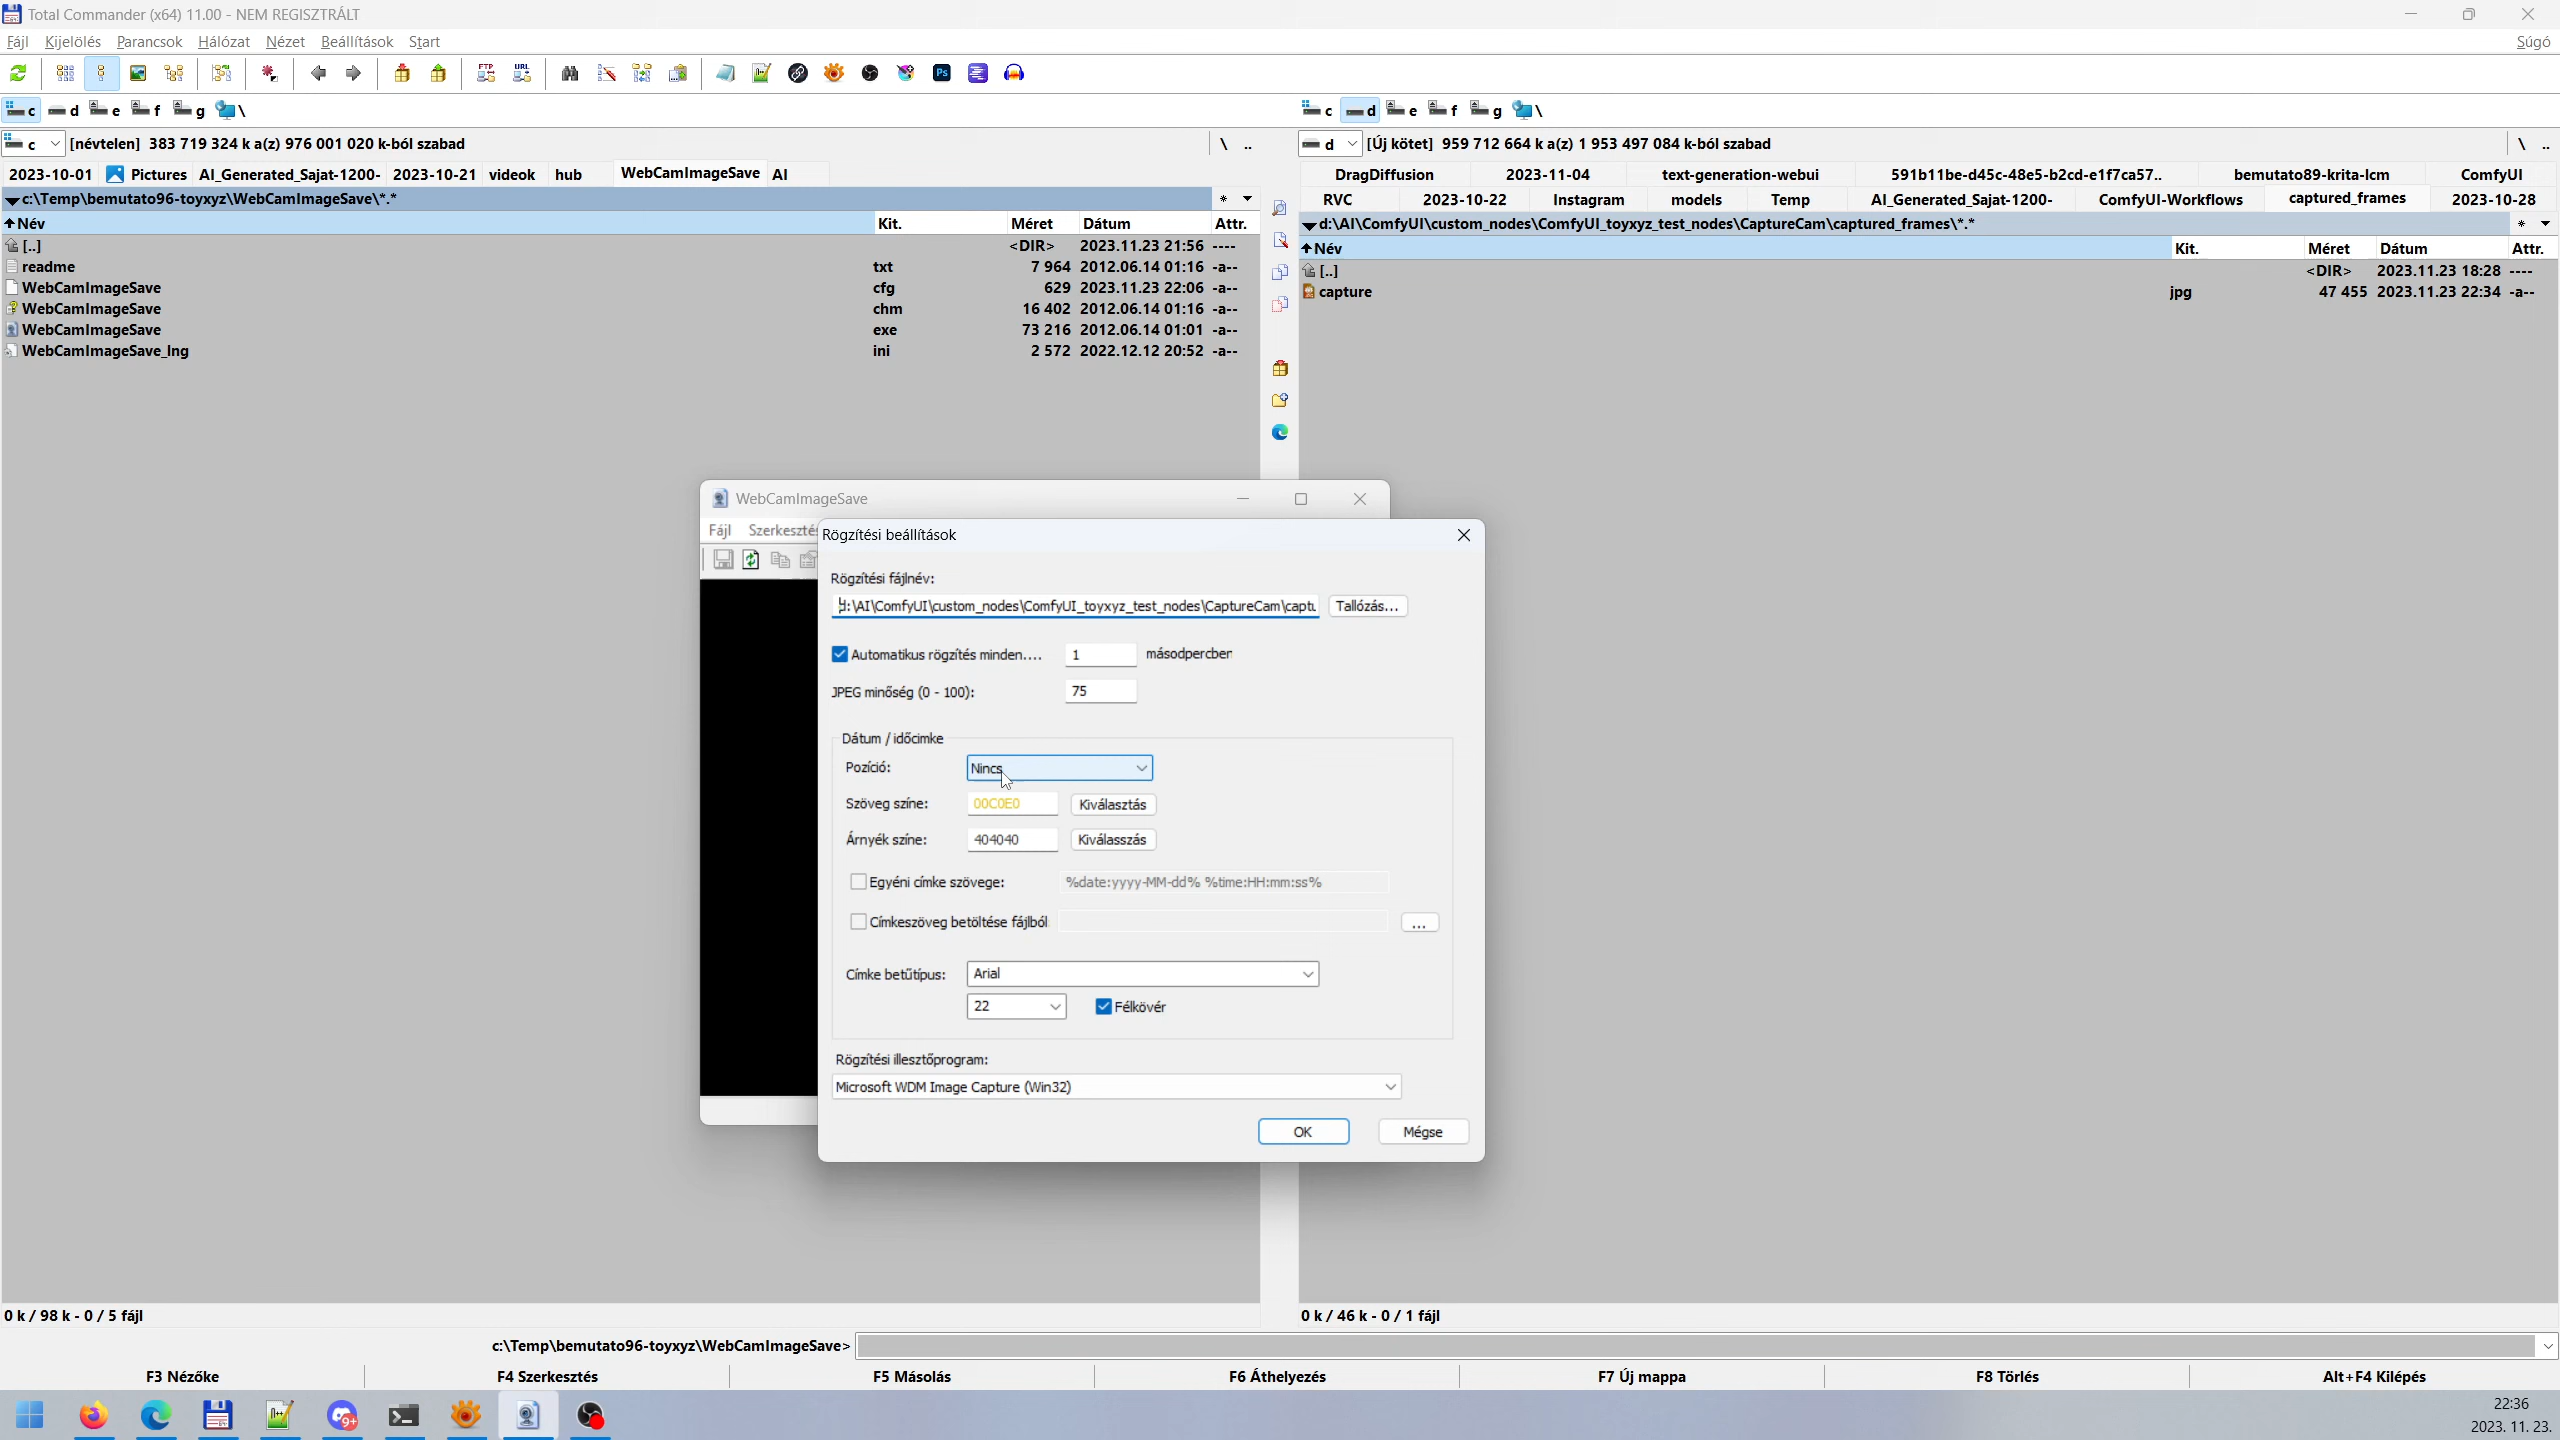 Total Commander (x64) 11.00 - NEM REGISZTRÁLT
Fájl Kijelölés Parancsok Hálózat Nézet Beállítások Start Súgó
FTP URL Ps
c d e f g \ c d e f g \
c [névtelen] 383 719 324 k a(z) 976 001 020 k-ból szabad \ ..
d [Új kötet] 959 712 664 k a(z) 1 953 497 084 k-ból szabad \ ..
2023-10-01 Pictures AI_Generated_Sajat-1200- 2023-10-21 videok hub WebCamImageSave AI
c:\Temp\bemutato96-toyxyz\WebCamImageSave\*.* *
Név Kit. Méret Dátum Attr.
[..] <DIR> 2023.11.23 21:56 ----
readme txt 7 964 2012.06.14 01:16 -a--
WebCamImageSave cfg 629 2023.11.23 22:06 -a--
WebCamImageSave chm 16 402 2012.06.14 01:16 -a--
WebCamImageSave exe 73 216 2012.06.14 01:01 -a--
WebCamImageSave_lng ini 2 572 2022.12.12 20:52 -a--
DragDiffusion 2023-11-04 text-generation-webui 591b11be-d45c-48e5-b2cd-e1f7ca57.. bemutato89-krita-lcm ComfyUI
RVC 2023-10-22 Instagram models Temp AI_Generated_Sajat-1200- ComfyUI-Workflows captured_frames 2023-10-28
d:\AI\ComfyUI\custom_nodes\ComfyUI_toyxyz_test_nodes\CaptureCam\captured_frames\*.* *
Név Kit. Méret Dátum Attr.
[..] <DIR> 2023.11.23 18:28 ----
capture jpg 47 455 2023.11.23 22:34 -a--
WebCamImageSave
Fájl Szerkesztés
Rögzítési beállítások
Rögzítési fájlnév:
:\AI\ComfyUI\custom_nodes\ComfyUI_toyxyz_test_nodes\CaptureCam\captu Tallózás...
Automatikus rögzítés minden.... 1 másodpercben
JPEG minőség (0 - 100): 75
Dátum / időcimke
Pozíció: Nincs
Szöveg színe: 00C0E0 Kiválasztás
Árnyék színe: 404040 Kiválasszás
Egyéni címke szövege: %date:yyyy-MM-dd% %time:HH:mm:ss%
Címkeszöveg betöltése fájlból ...
Címke betűtípus: Arial
22 Félkövér
Rögzítési illesztőprogram:
Microsoft WDM Image Capture (Win32)
OK Mégse
0 k / 98 k - 0 / 5 fájl
0 k / 46 k - 0 / 1 fájl
c:\Temp\bemutato96-toyxyz\WebCamImageSave>
F3 Nézőke F4 Szerkesztés F5 Másolás F6 Áthelyezés F7 Új mappa F8 Törlés Alt+F4 Kilépés
9+
22:36
2023. 11. 23.